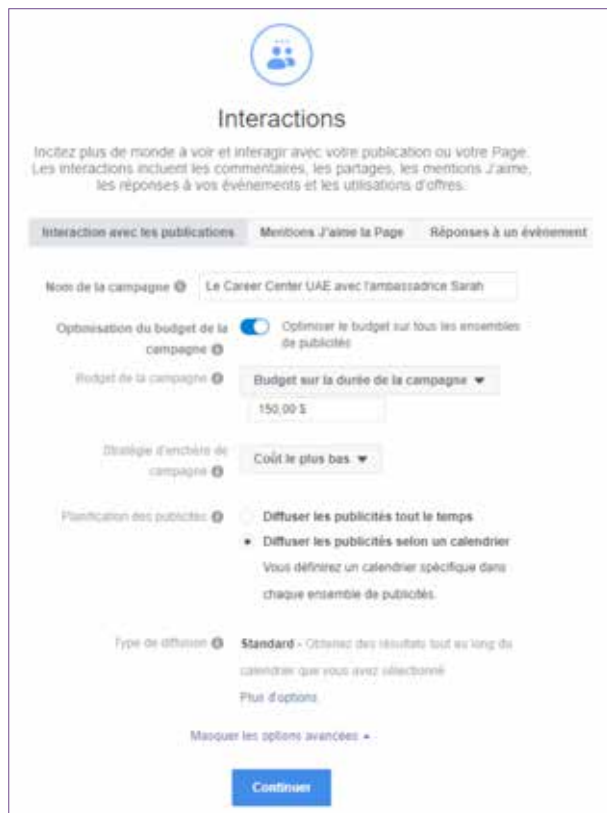 Interactions
Incitez plus de monde à voir et interagir avec votre publication ou votre Page.
Les interactions incluent les commentaires, les partages, les mentions J'aime,
les réponses à vos événements et les utilisations d'offres.
Interaction avec les publications Mentions J'aime la Page Réponses à un évènement
Nom de la campagne Le Career Center UAE avec l'ambassadrice Sarah
Optimisation du budget de la Optimiser le budget sur tous les ensembles
campagne de publicités
Budget de la campagne Budget sur la durée de la campagne
150,00 $
Stratégie d'enchère de
campagne Coût le plus bas
Planification des publicités Diffuser les publicités tout le temps
Diffuser les publicités selon un calendrier
Vous définirez un calendrier spécifique dans
chaque ensemble de publicités.
Type de diffusion Standard - Obtenez des résultats tout au long du
calendrier que vous avez sélectionné
Plus d'options
Masquer les options avancées
Continuer